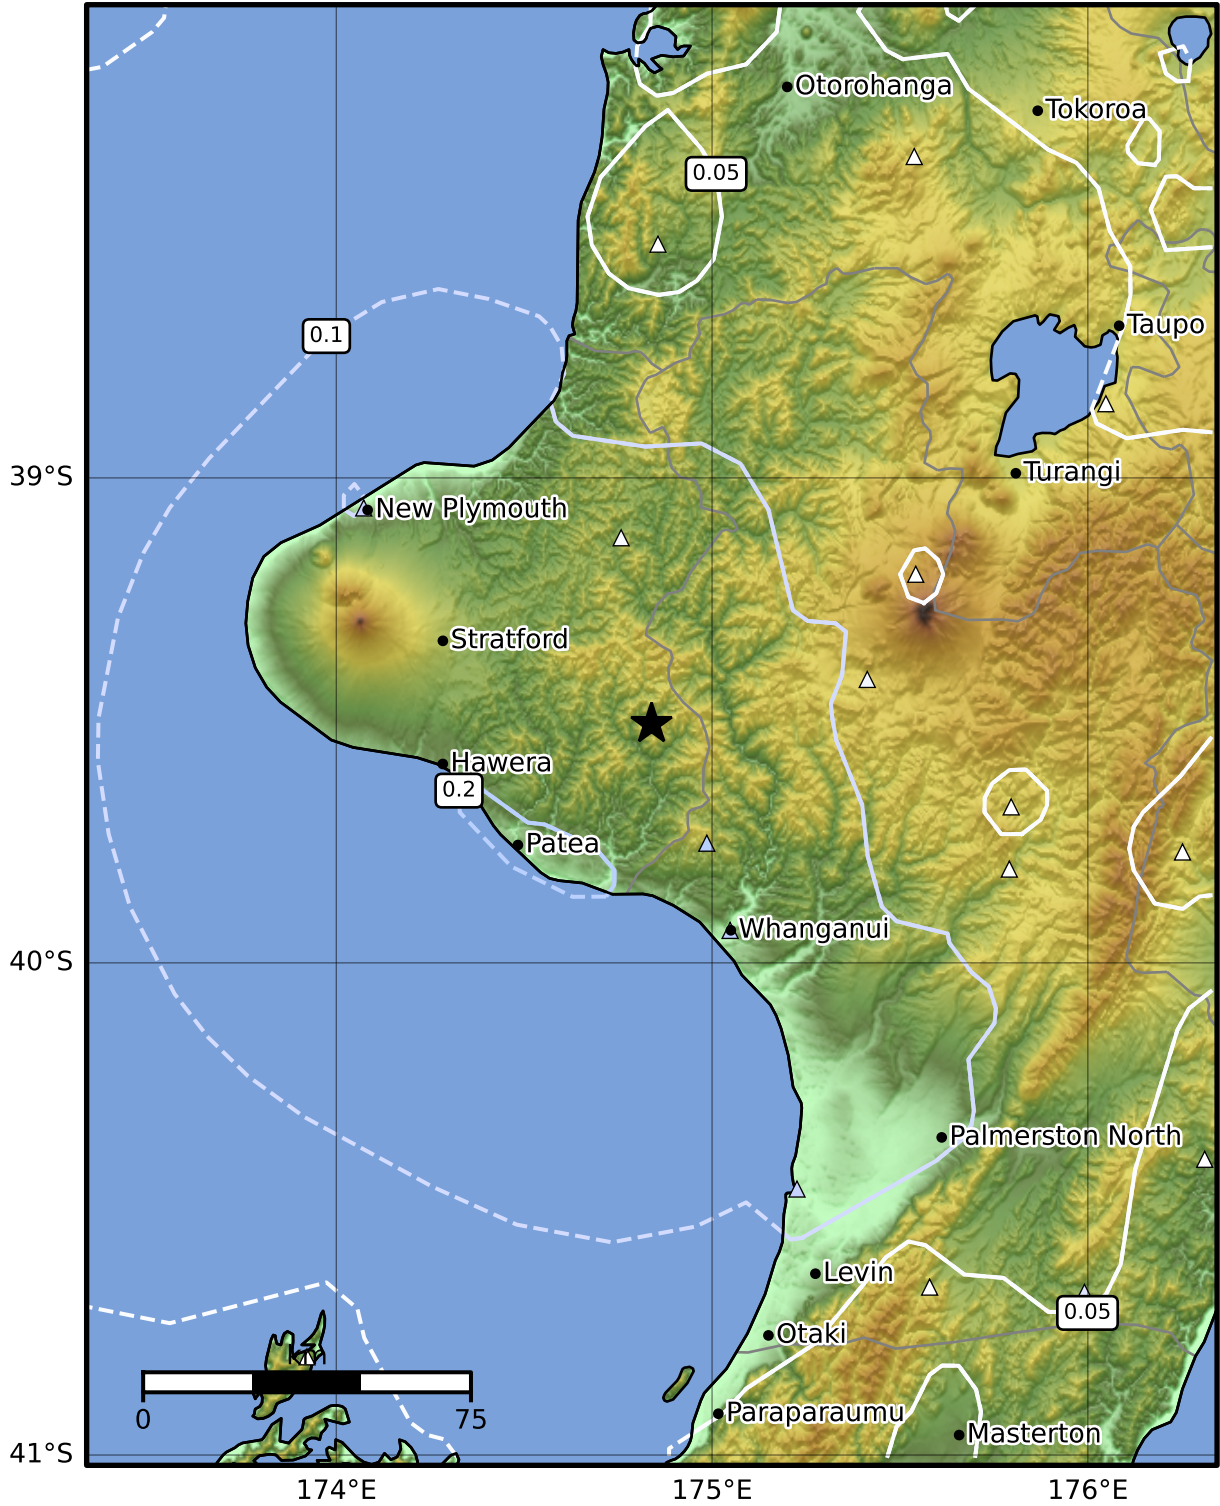 Otorohanga
Tokoroa
0.05
Taupo
0.1
39°S
Turangi
New Plymouth
Stratford
Hawera
0.2
Patea
Whanganui
40°S
Palmerston North
Levin
0.05
Otaki
0
75
Paraparaumu
Masterton
41°S
174°E
175°E
176°E